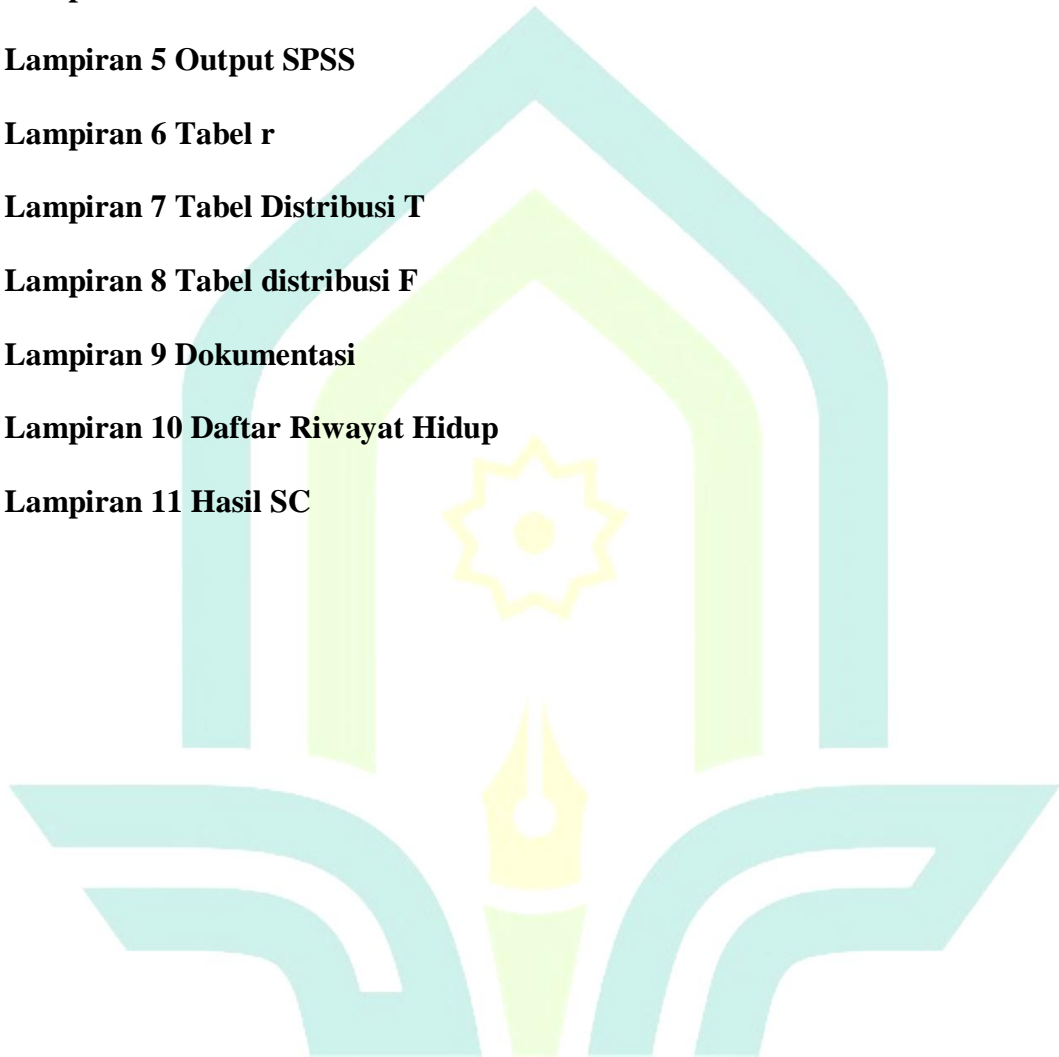 Lampiran 5 Output SPSS
Lampiran 6 Tabel r
Lampiran 7 Tabel Distribusi T
Lampiran 8 Tabel distribusi F
Lampiran 9 Dokumentasi
Lampiran 10 Daftar Riwayat Hidup
Lampiran 11 Hasil SC